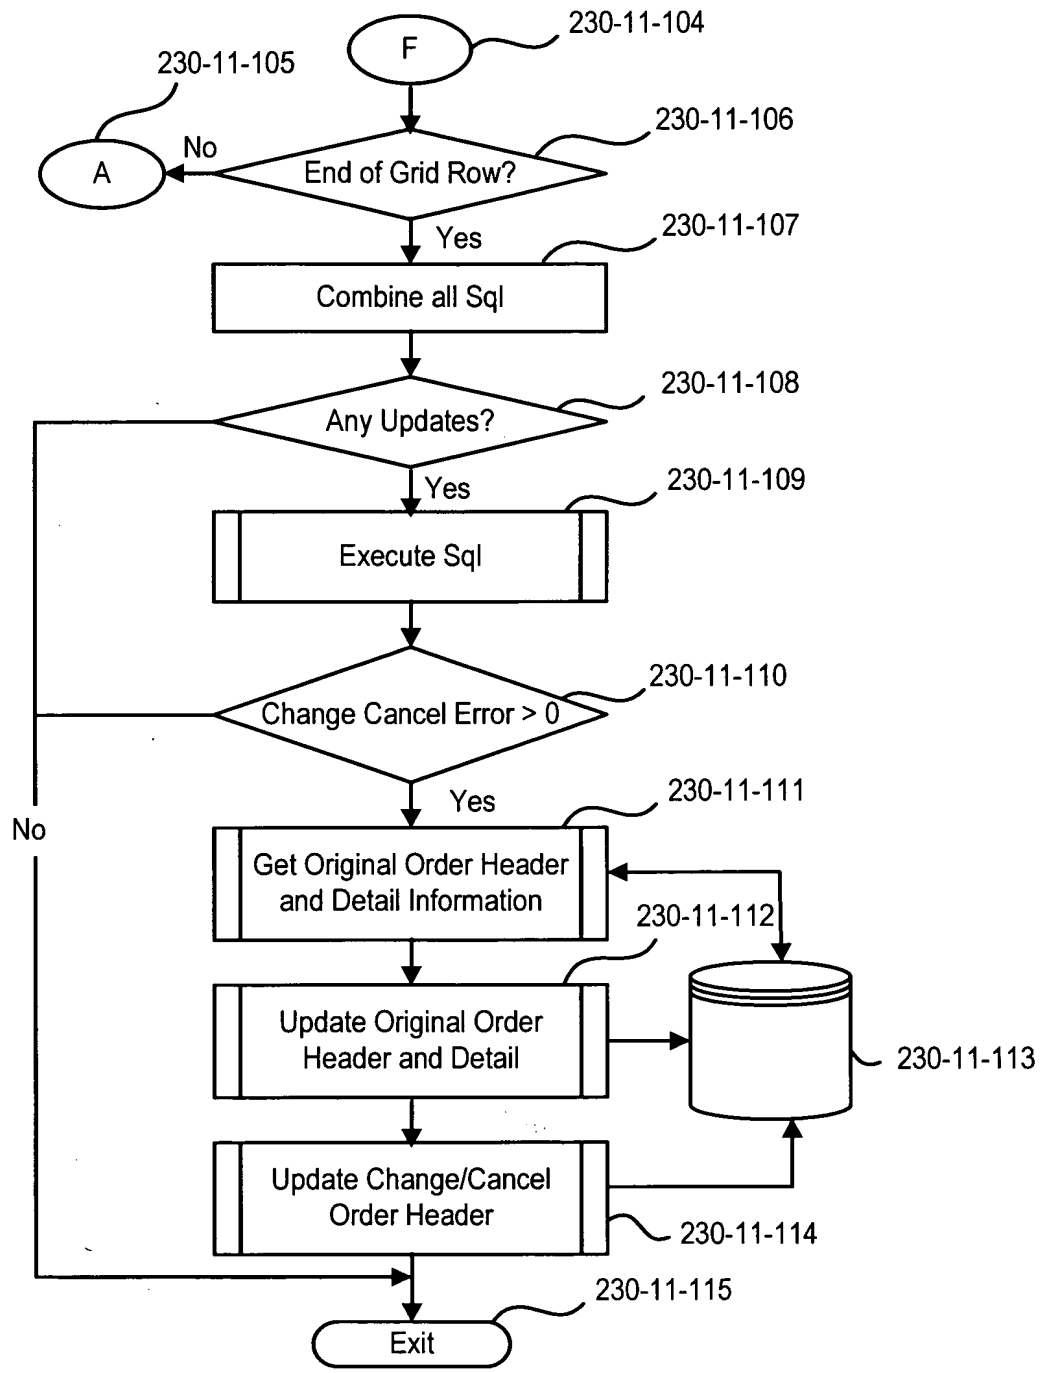 230-11-104
F
230-11-105
230-11-106
No
A
End of Grid Row?
230-11-107
Yes
Combine all Sql
230-11-108
Any Updates?
230-11-109
Yes
Execute Sql
230-11-110
Change Cancel Error > 0
230-11-111
Yes
No
Get Original Order Header
and Detail Information
230-11-112
Update Original Order
Header and Detail
230-11-113
Update Change/Cancel
Order Header
230-11-114
230-11-115
Exit